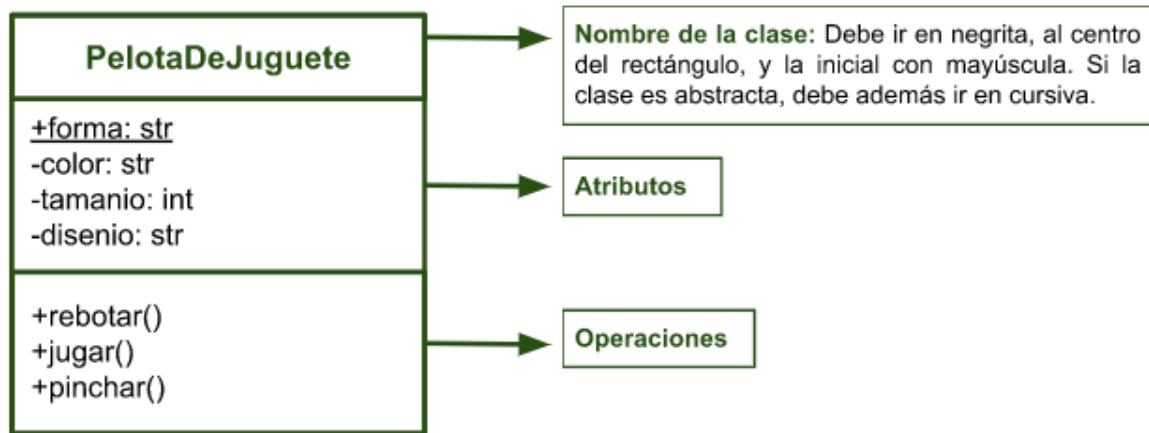 PelotaDeJuguete
Nombre de la clase: Debe ir en negrita, al centro
del rectángulo, y la inicial con mayúscula. Si la
clase es abstracta, debe además ir en cursiva.
+forma: str
-color: str
-tamanio: int
-disenio: str
Atributos
+rebotar()
+jugar()
+pinchar()
Operaciones